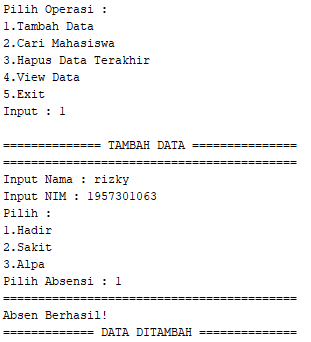 Pilih Operasi :
1.Tambah Data
2.Cari Mahasiswa
3.Hapus Data Terakhir
4.View Data
5.Exit
Input : 1
============== TAMBAH DATA ===============
==========================================
Input Nama : rizky
Input NIM : 1957301063
Pilih :
1.Hadir
2.Sakit
3.Alpa
Pilih Absensi : 1
==========================================
Absen Berhasil!
============= DATA DITAMBAH ==============